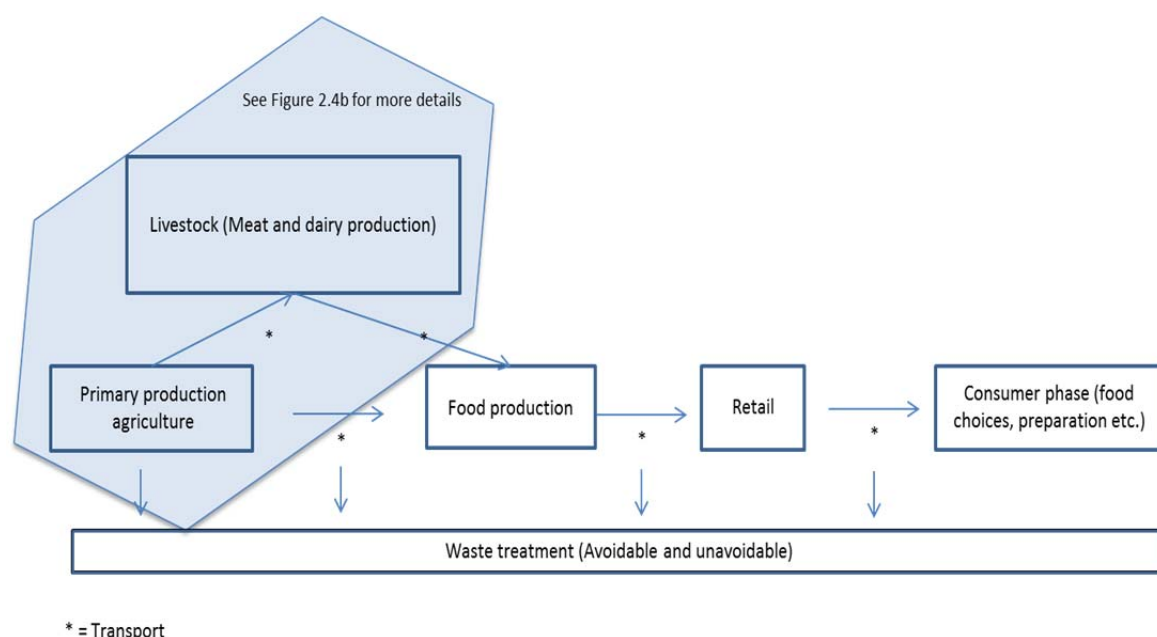 See Figure 2.4b for more details
Livestock (Meat and dairy production)
*
*
Primary production
agriculture
Food production
Retail
Consumer phase (food
choices, preparation etc.)
*
*
*
Waste treatment (Avoidable and unavoidable)
* = Transport